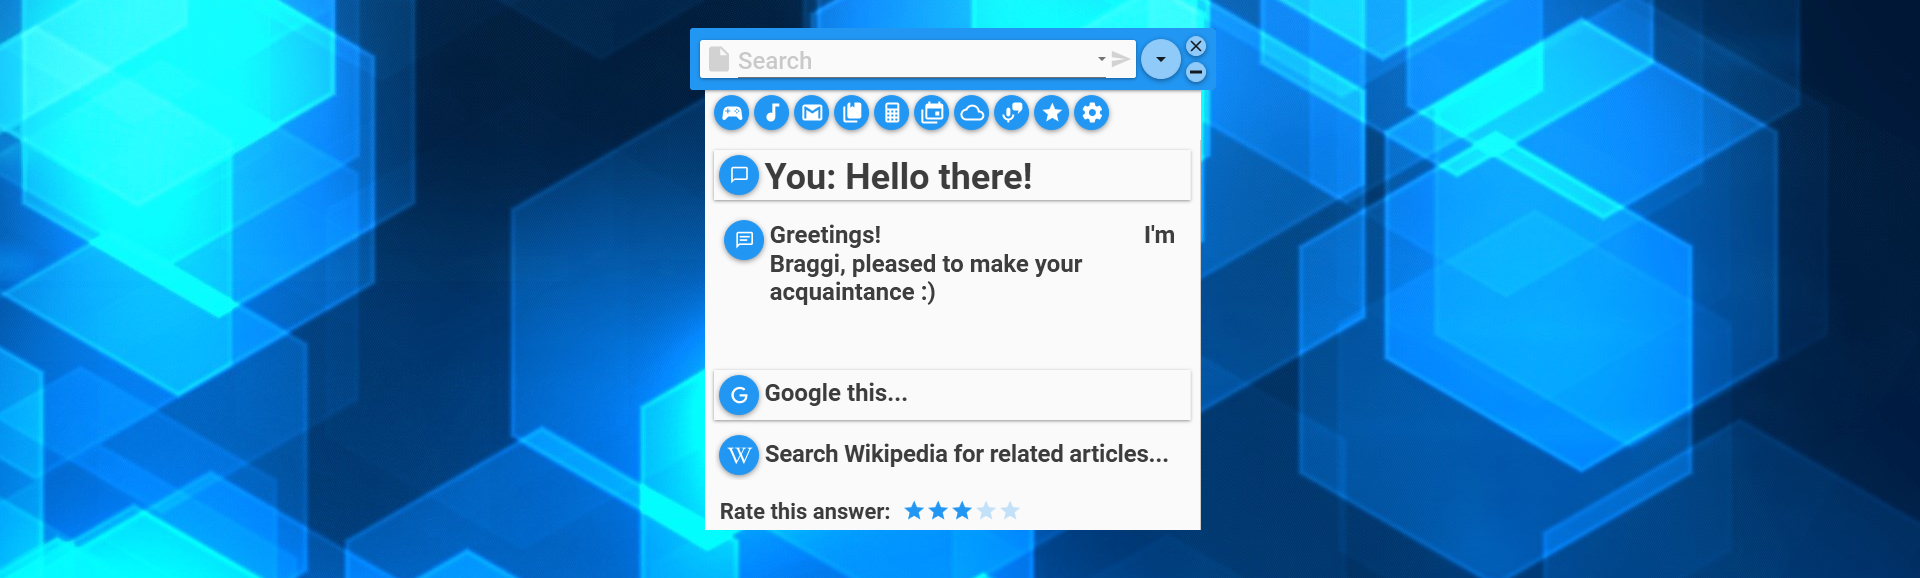 Search
You: Hello there!
Greetings! I'm
Braggi, pleased to make your
acquaintance :)
G Google this...
W Search Wikipedia for related articles...
Rate this answer: